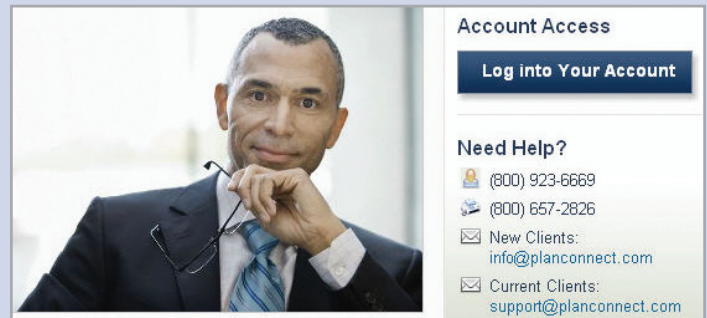 Account Access
Log into Your Account
Need Help?
(800) 923-6669
(800) 657-2826
New Clients:
info@planconnect.com
Current Clients:
support@planconnect.com